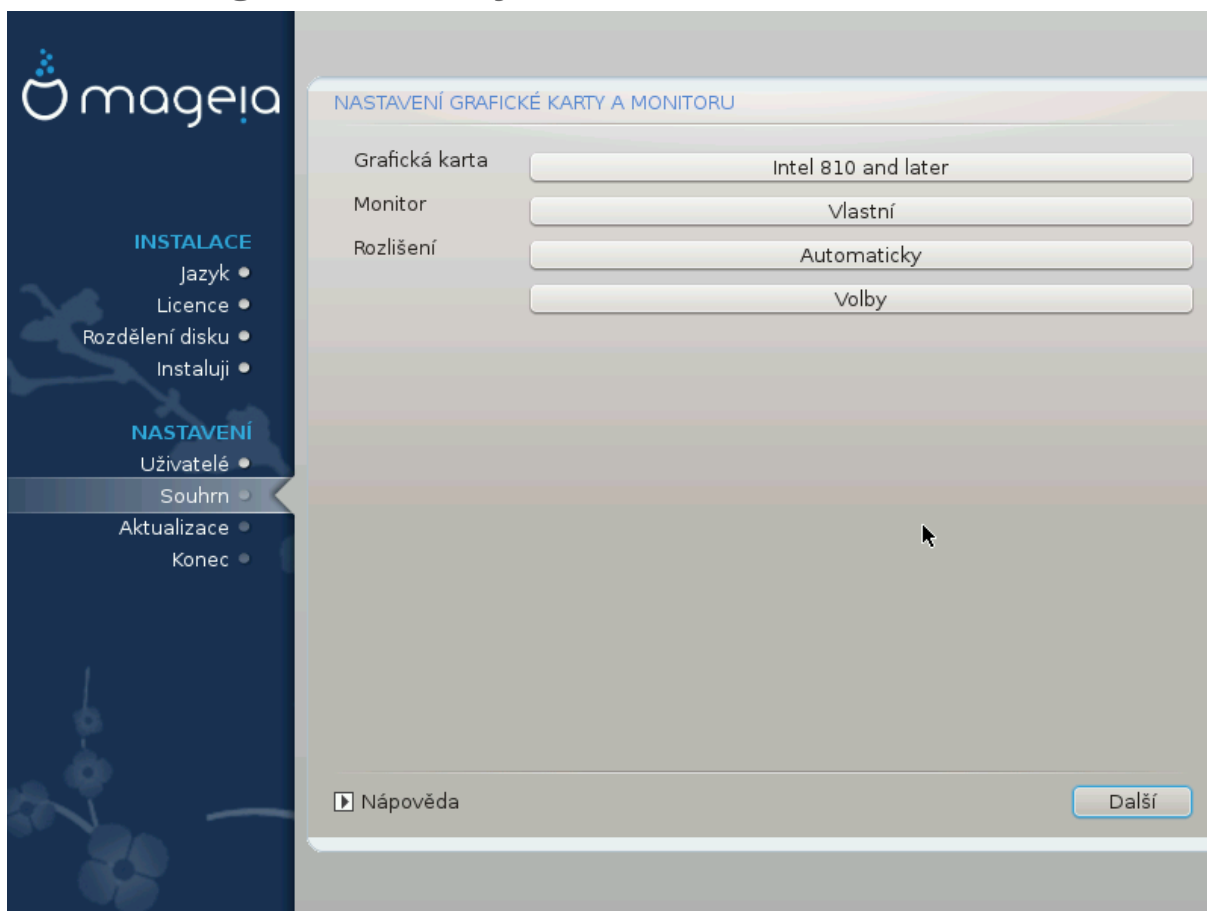 mageia
INSTALACE
Jazyk
Licence
Rozdělení disku
Instaluji
NASTAVENÍ
Uživatelé
Souhrn
Aktualizace
Konec
NASTAVENÍ GRAFICKÉ KARTY A MONITORU
Grafická karta
Intel 810 and later
Monitor
Vlastní
Rozlišení
Automaticky
Volby
Nápověda
Další